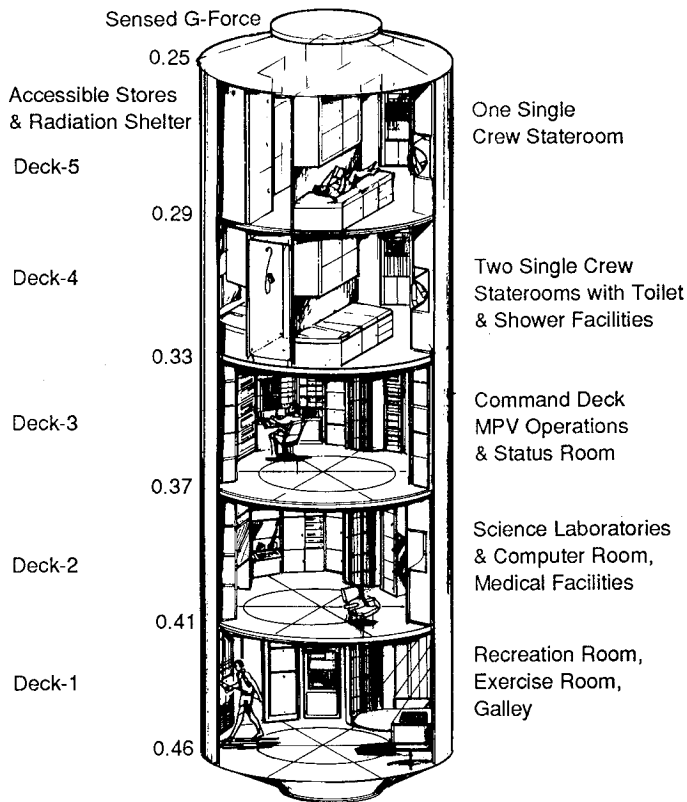 Sensed G-Force
0.25
Accessible Stores
& Radiation Shelter
One Single
Crew Stateroom
Deck-5
0.29
Deck-4
Two Single Crew
Staterooms with Toilet
& Shower Facilities
0.33
Deck-3
Command Deck
MPV Operations
& Status Room
0.37
Deck-2
Science Laboratories
& Computer Room,
Medical Facilities
0.41
Deck-1
Recreation Room,
Exercise Room,
Galley
0.46